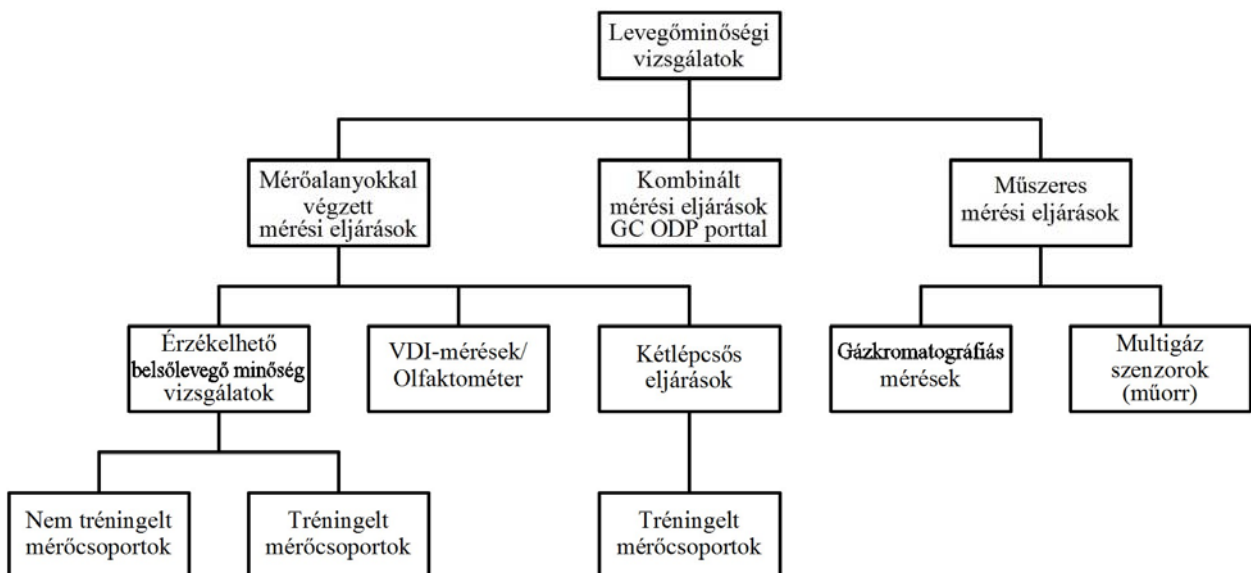 Levegőminőségi
vizsgálatok
Mérőalanyokkal
végzett
mérési eljárások
Kombinált
mérési eljárások
GC ODP porttal
Műszeres
mérési eljárások
Érzékelhető
belsőlevegő minőség
vizsgálatok
VDI-mérések/
Olfaktométer
Kétlépcsős
eljárások
Gázkromatográfiás
mérések
Multigáz
szenzorok
(műorr)
Nem tréningelt
mérőcsoportok
Tréningelt
mérőcsoportok
Tréningelt
mérőcsoportok